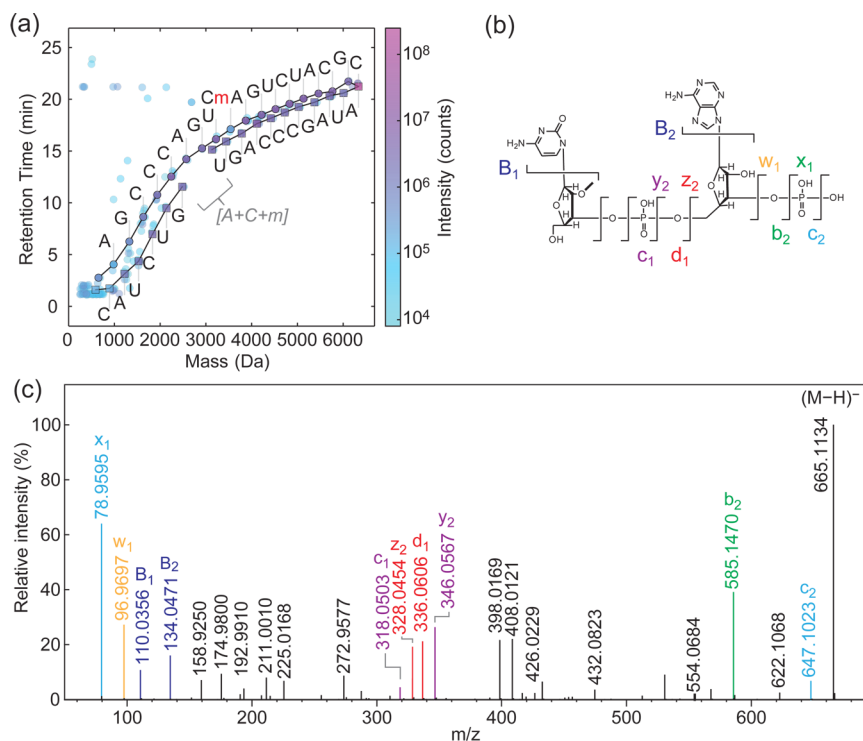 (a)
25
20
15
10
5
0
Retention Time (min)
0 1000 2000 3000 4000 5000 6000
Mass (Da)
A G C C C A G U Cm A G U C U A C G C
C A U C U G
U G A C C C G A U A
[A+C+m]
10⁸
10⁷
10⁶
10⁵
10⁴
Intensity (counts)
(b)
NH₂
N
N
N
N
B₂
O
N
H₂N
N
B₁
w₁
x₁
y₂
z₂
H
H
OH
H
H
O
H
O
H
O
OH
O
P
OH
O
P
O
O
OH
O
OH
b₂
c₂
c₁
d₁
(c)
100
80
60
40
20
0
Relative intensity (%)
x₁
78.9595
w₁
96.9697
B₁
110.0356
B₂
134.0471
158.9250
174.9800
192.9910
211.0010
225.0168
272.9577
c₁
318.0503
z₂
328.0454
d₁
336.0606
y₂
346.0567
398.0169
408.0121
426.0229
432.0823
554.0684
b₂
585.1470
622.1068
c₂
647.1023
(M−H)⁻
665.1134
100 200 300 400 500 600
m/z